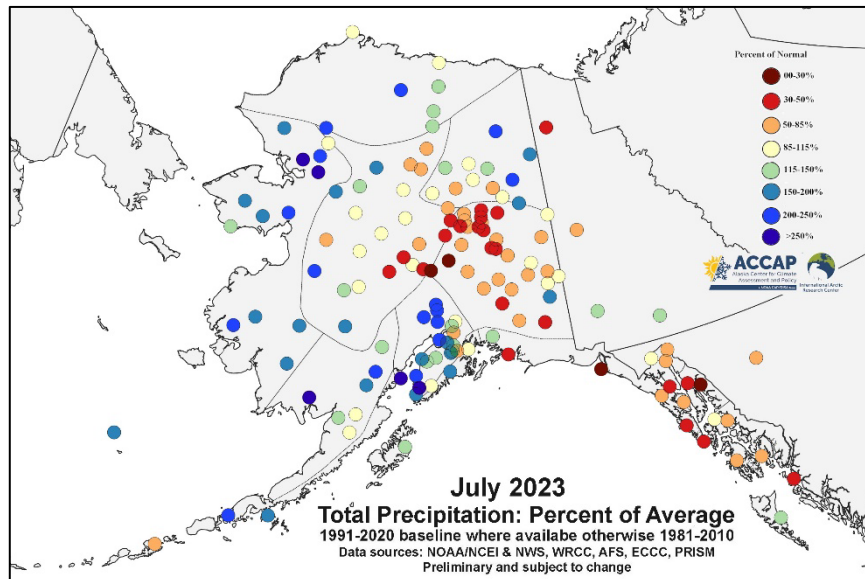 Percent of Normal
00-30%
30-50%
50-85%
85-115%
115-150%
150-200%
200-250%
>250%
ACCAP
Alaska Center for Climate
Assessment and Policy
International Arctic
Research Center
July 2023
Total Precipitation: Percent of Average
1991-2020 baseline where availabe otherwise 1981-2010
Data sources: NOAA/NCEI & NWS, WRCC, AFS, ECCC, PRISM
Preliminary and subject to change